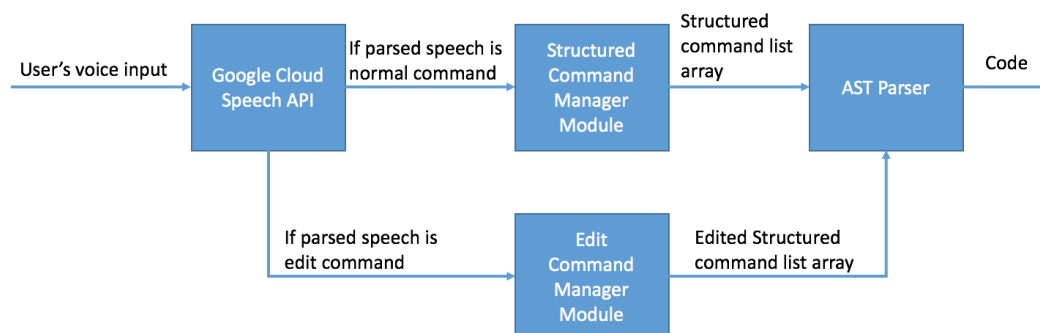 User's voice input
Google Cloud
Speech API
If parsed speech is
normal command
Structured
Command
Manager
Module
Structured
command list
array
AST Parser
Code
If parsed speech is
edit command
Edit
Command
Manager
Module
Edited Structured
command list array